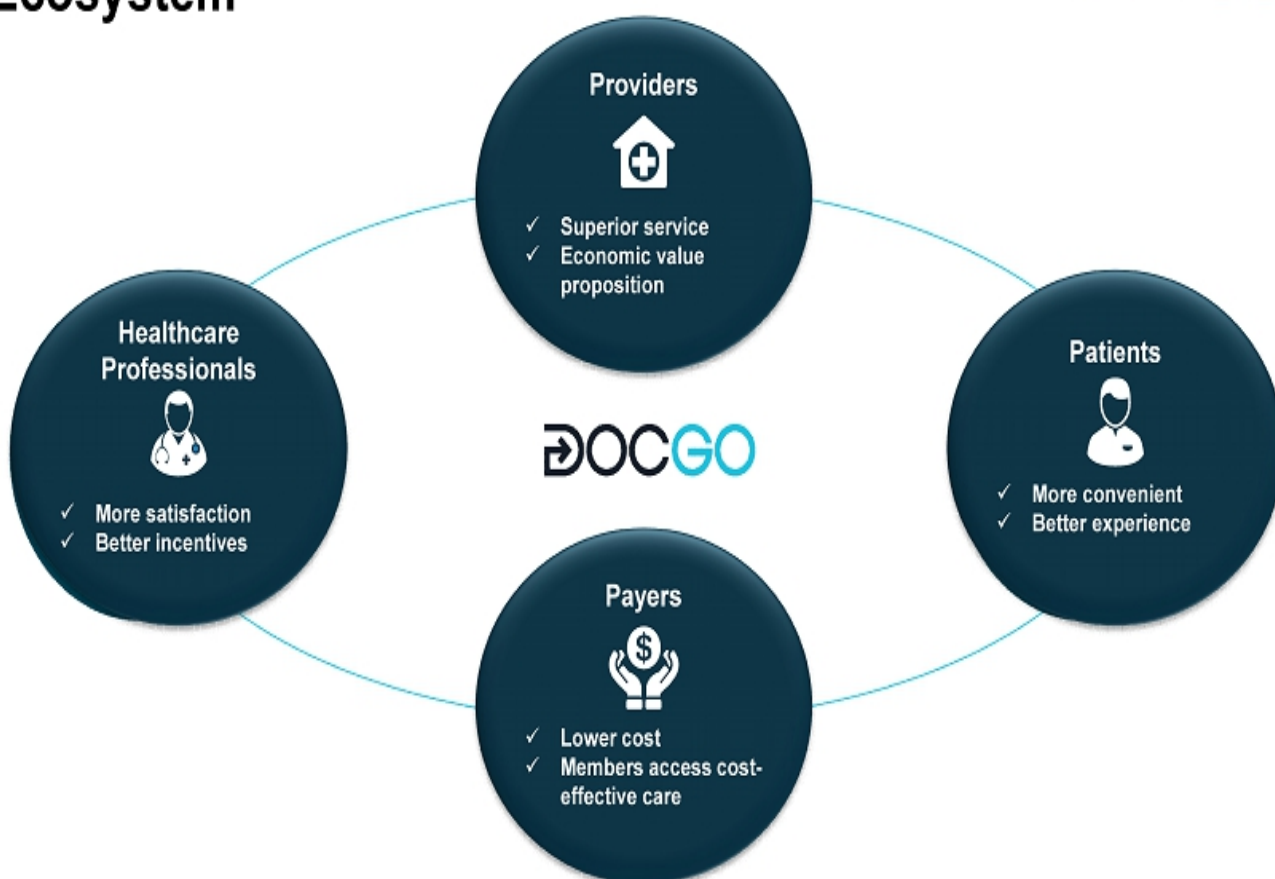 Ecosystem
Providers
✓ Superior service
✓ Economic value
proposition
Healthcare
Professionals
✓ More satisfaction
✓ Better incentives
DOCGO
Patients
✓ More convenient
✓ Better experience
Payers
$
✓ Lower cost
✓ Members access cost-
effective care